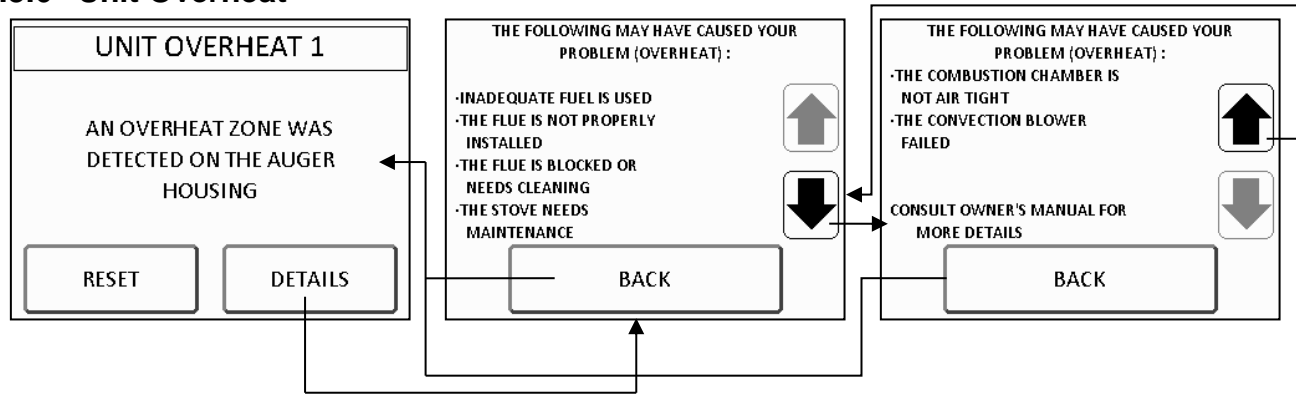 Unit Overheat
UNIT OVERHEAT 1
AN OVERHEAT ZONE WAS
DETECTED ON THE AUGER
HOUSING
RESET
DETAILS
THE FOLLOWING MAY HAVE CAUSED YOUR
PROBLEM (OVERHEAT) :
·INADEQUATE FUEL IS USED
·THE FLUE IS NOT PROPERLY
INSTALLED
·THE FLUE IS BLOCKED OR
NEEDS CLEANING
·THE STOVE NEEDS
MAINTENANCE
BACK
THE FOLLOWING MAY HAVE CAUSED YOUR
PROBLEM (OVERHEAT) :
·THE COMBUSTION CHAMBER IS
NOT AIR TIGHT
·THE CONVECTION BLOWER
FAILED
CONSULT OWNER'S MANUAL FOR
MORE DETAILS
BACK